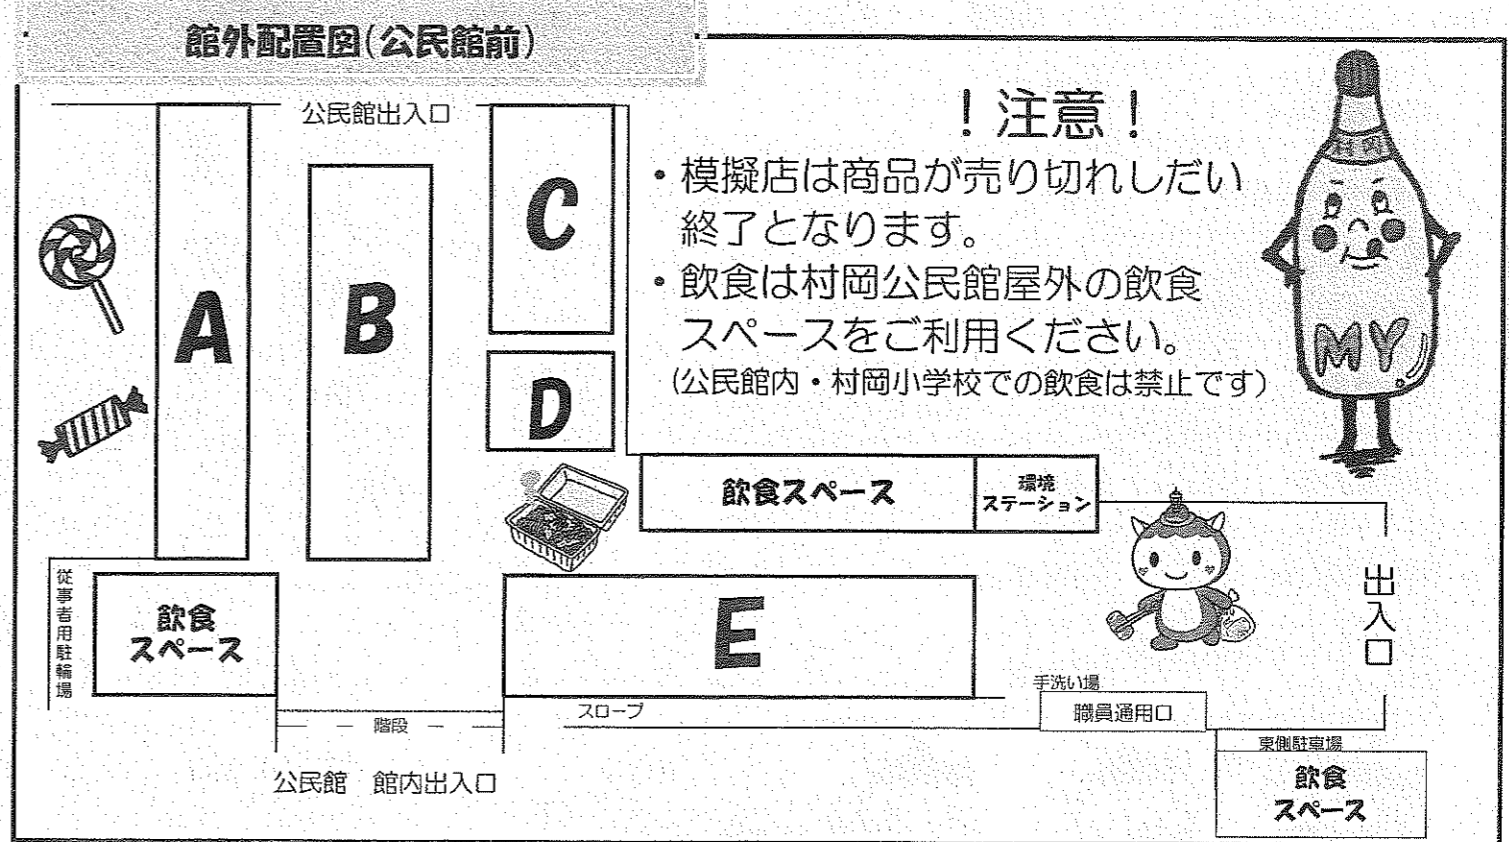 館外配置図(公民館前)
公民館出入口
！注意！
・模擬店は商品が売り切れしだい
終了となります。
・飲食は村岡公民館屋外の飲食
スペースをご利用ください。
(公民館内・村岡小学校での飲食は禁止です)
村岡
MY
A
B
C
D
飲食スペース
環境
ステーション
従事者用駐輪場
飲食
スペース
E
出入口
手洗い場
職員通用口
スロープ
階段
公民館　館内出入口
東側駐車場
飲食
スペース